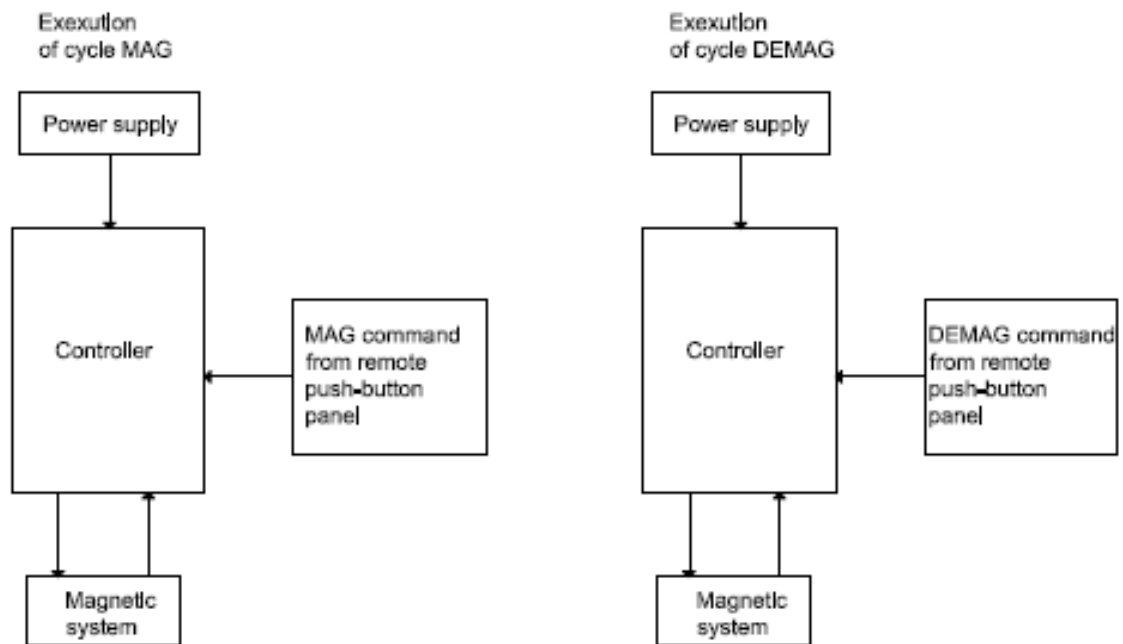 Exexution
of cycle MAG
Power supply
Controller
MAG command
from remote
push-button
panel
Magnetic
system
Exexution
of cycle DEMAG
Power supply
Controller
DEMAG command
from remote
push-button
panel
Magnetic
system